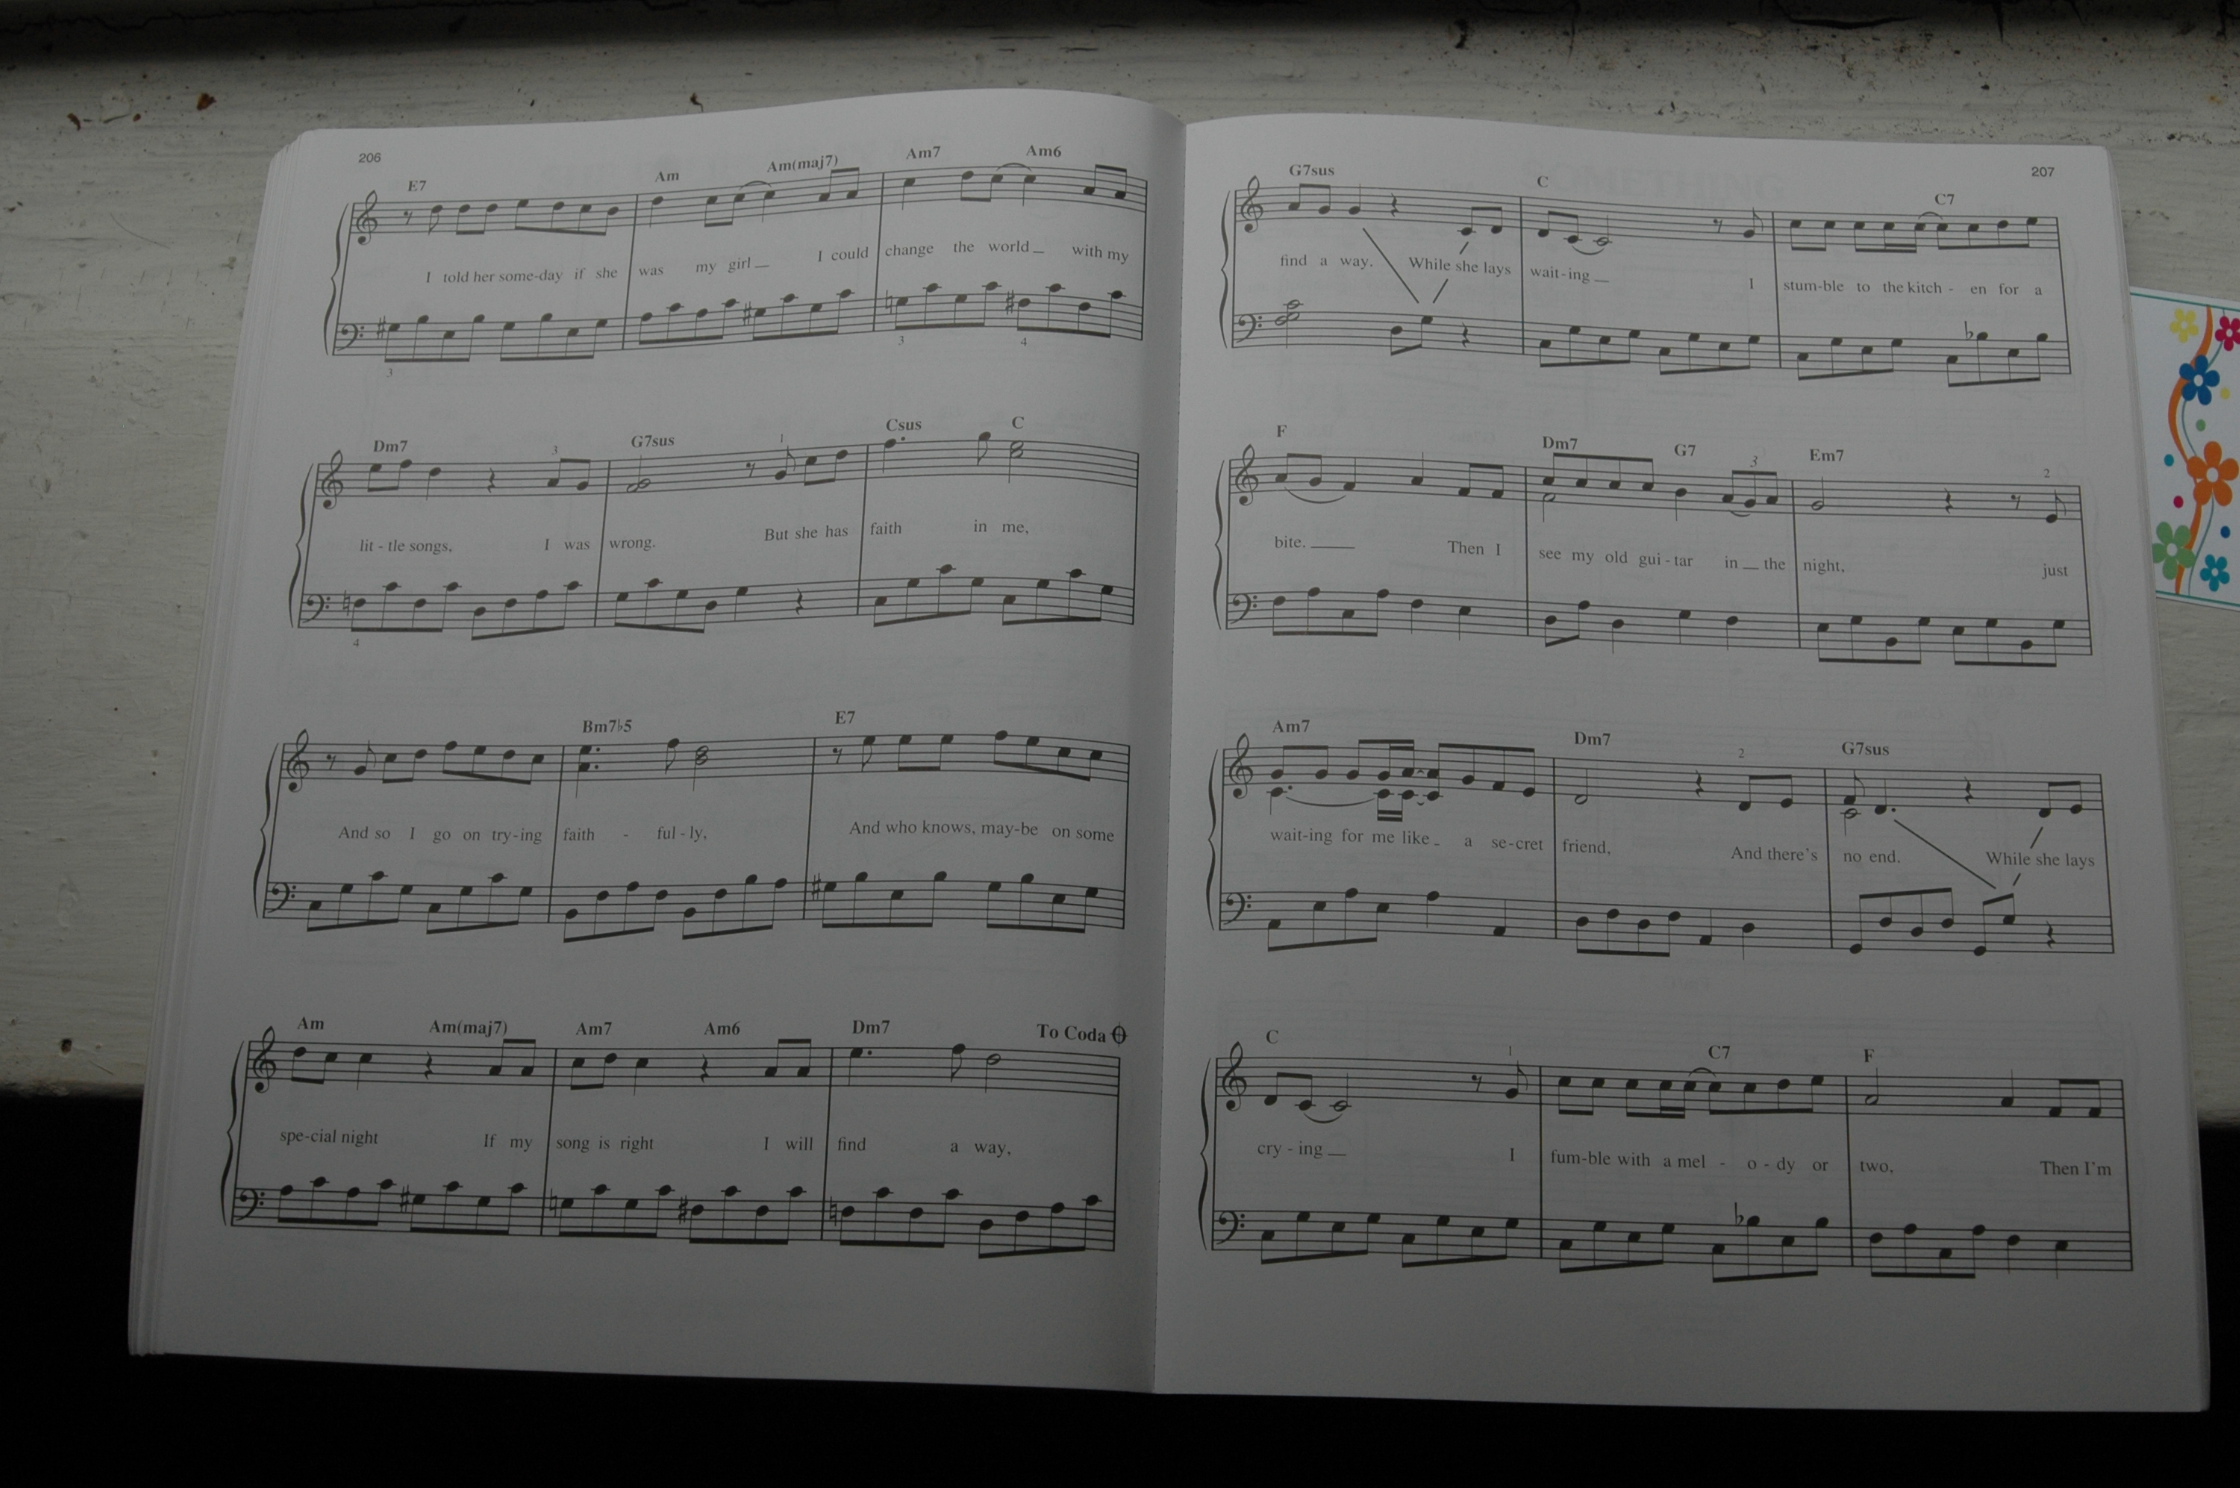 206
E7 Am Am(maj7) Am7 Am6
I told her some-day if she was my girl I could change the world with my
3 3 4
Dm7 3 G7sus 1 Csus C
lit - tle songs, I was wrong. But she has faith in me,
4
Bm7♭5 E7
And so I go on try-ing faith - ful - ly, And who knows, may-be on some
Am Am(maj7) Am7 Am6 Dm7 To Coda
spe-cial night If my song is right I will find a way,
207
G7sus C C7
find a way. While she lays wait-ing I stum-ble to the kitch - en for a
F Dm7 G7 3 Em7 2
bite. Then I see my old gui - tar in the night, just
Am7 Dm7 2 G7sus
wait-ing for me like a se-cret friend, And there's no end. While she lays
C 1 C7 F
cry - ing I fum-ble with a mel - o - dy or two, Then I'm